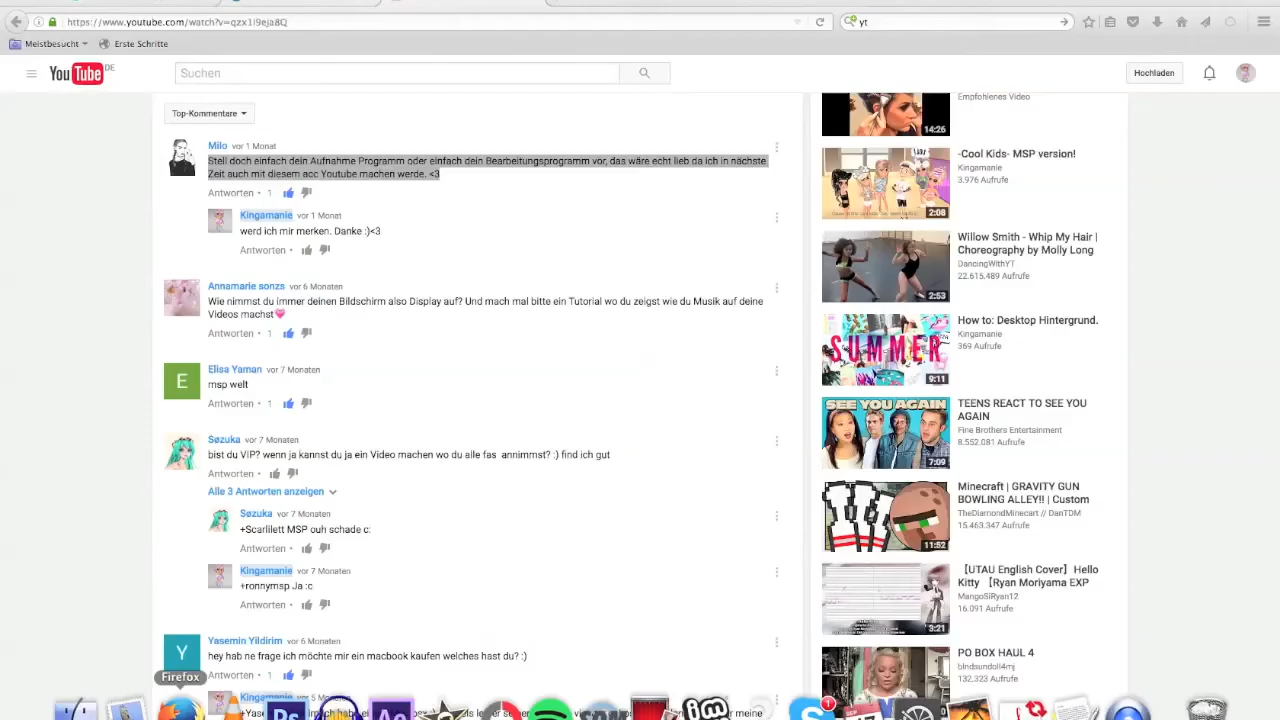 https://www.youtube.com/watch?v=qzx1I9eja8Q
yt
Meistbesucht
Erste Schritte
YouTube DE
Suchen
Hochladen
Top-Kommentare
Milo vor 1 Monat
Stell doch einfach dein Aufnahme Programm oder einfach dein Bearbeitungsprogramm vor, das wäre echt lieb da ich in nächste
Zeit auch mit diesem acc Youtube machen werde. <3
Antworten • 1
Kingamanie vor 1 Monat
werd ich mir merken. Danke :)<3
Antworten •
Annamarie sonzs vor 6 Monaten
Wie nimmst du immer deinen Bildschirm also Display auf? Und mach mal bitte ein Tutorial wo du zeigst wie du Musik auf deine
Videos machst💗
Antworten • 1
E
Elisa Yaman vor 7 Monaten
msp welt
Antworten • 1
Søzuka vor 7 Monaten
bist du ViP? wenn ja kannst du ja ein Video machen wo du alle fas annimmst? :) find ich gut
Antworten •
Alle 3 Antworten anzeigen
Søzuka vor 7 Monaten
+Scarlilett MSP ouh schade c:
Antworten •
Kingamanie vor 7 Monaten
+ronnymsp Ja :c
Antworten •
Y
Yasemin Yildirim vor 6 Monaten
hey hab ne frage ich möchte mir ein macbook kaufen welches hast du? :)
Antworten • 1
Kingamanie vor 5
Firefox
Ps
Ae
1
Empfohlenes Video
14:26
-Cool Kids- MSP version!
Kingamanie
3.976 Aufrufe
2:08
Willow Smith - Whip My Hair |
Choreography by Molly Long
DancingWithYT
22.615.489 Aufrufe
2:53
How to: Desktop Hintergrund.
Kingamanie
369 Aufrufe
SUMMER
9:11
TEENS REACT TO SEE YOU
AGAIN
Fine Brothers Entertainment
8.552.081 Aufrufe
SEE YOU AGAIN
7:09
Minecraft | GRAVITY GUN
BOWLING ALLEY!! | Custom
TheDiamondMinecart // DanTDM
15.463.347 Aufrufe
11:52
【UTAU English Cover】Hello
Kitty 【Ryan Moriyama EXP
MangoSiRyan12
16.091 Aufrufe
3:21
PO BOX HAUL 4
blndsundoll4mj
132,323 Aufrufe